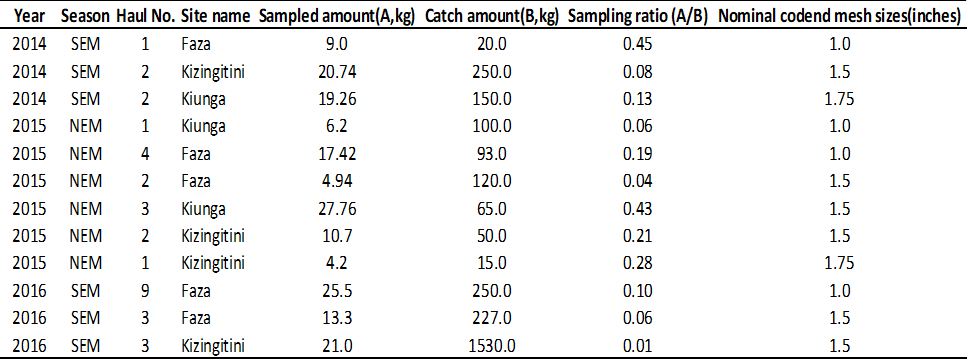 Year Season Haul No. Site name Sampled amount(A,kg) Catch amount(B,kg) Sampling ratio (A/B) Nominal codend mesh sizes(inches)
2014 SEM 1 Faza 9.0 20.0 0.45 1.0
2014 SEM 2 Kizingitini 20.74 250.0 0.08 1.5
2014 SEM 2 Kiunga 19.26 150.0 0.13 1.75
2015 NEM 1 Kiunga 6.2 100.0 0.06 1.0
2015 NEM 4 Faza 17.42 93.0 0.19 1.0
2015 NEM 2 Faza 4.94 120.0 0.04 1.5
2015 NEM 3 Kiunga 27.76 65.0 0.43 1.5
2015 NEM 2 Kizingitini 10.7 50.0 0.21 1.5
2015 NEM 1 Kizingitini 4.2 15.0 0.28 1.75
2016 SEM 9 Faza 25.5 250.0 0.10 1.0
2016 SEM 3 Faza 13.3 227.0 0.06 1.5
2016 SEM 3 Kizingitini 21.0 1530.0 0.01 1.5